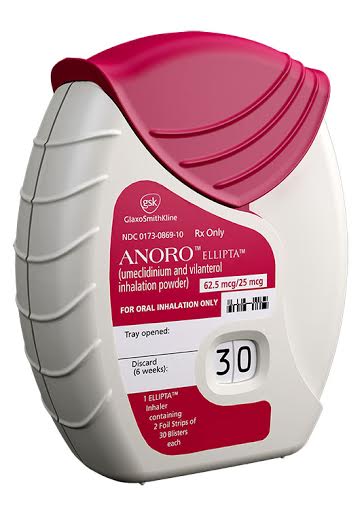 gsk
GlaxoSmithKline
NDC 0173-0869-10 Rx Only
ANORO™ ELLIPTA™
(umeclidinium and vilanterol
inhalation powder) 62.5 mcg/25 mcg
FOR ORAL INHALATION ONLY
Tray opened:
Discard
(6 weeks):
30
1 ELLIPTA™
Inhaler
containing
2 Foil Strips of
30 Blisters
each